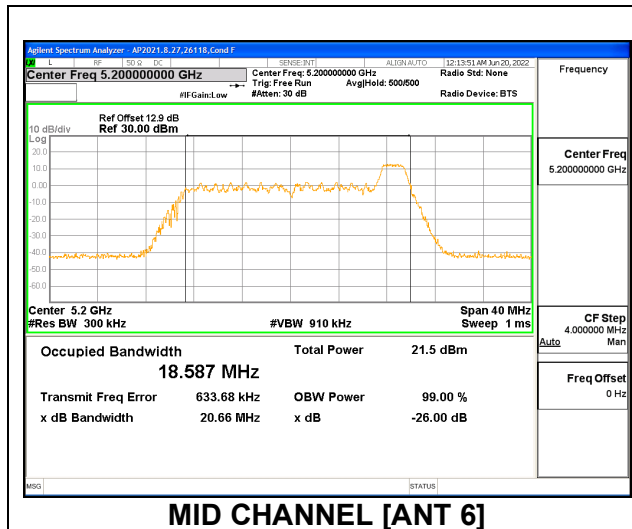 Agilent Spectrum Analyzer - AP2021.8.27,26118,Cond F
L RF 50 Ω DC SENSE:INT ALIGN AUTO 12:13:51 AM Jun 20, 2022
Center Freq 5.200000000 GHz
Center Freq: 5.200000000 GHz
Radio Std: None
Trig: Free Run Avg|Hold: 500/500
#IFGain:Low #Atten: 30 dB Radio Device: BTS
Frequency
Ref Offset 12.9 dB
10 dB/div Ref 30.00 dBm
Log
20.0
10.0
0.00
-10.0
-20.0
-30.0
-40.0
-50.0
-60.0
Center 5.2 GHz Span 40 MHz
#Res BW 300 kHz #VBW 910 kHz Sweep 1 ms
Occupied Bandwidth Total Power 21.5 dBm
18.587 MHz
Transmit Freq Error 633.68 kHz OBW Power 99.00 %
x dB Bandwidth 20.66 MHz x dB -26.00 dB
Center Freq
5.200000000 GHz
CF Step
4.000000 MHz
Auto Man
Freq Offset
0 Hz
MSG STATUS
MID CHANNEL [ANT 6]